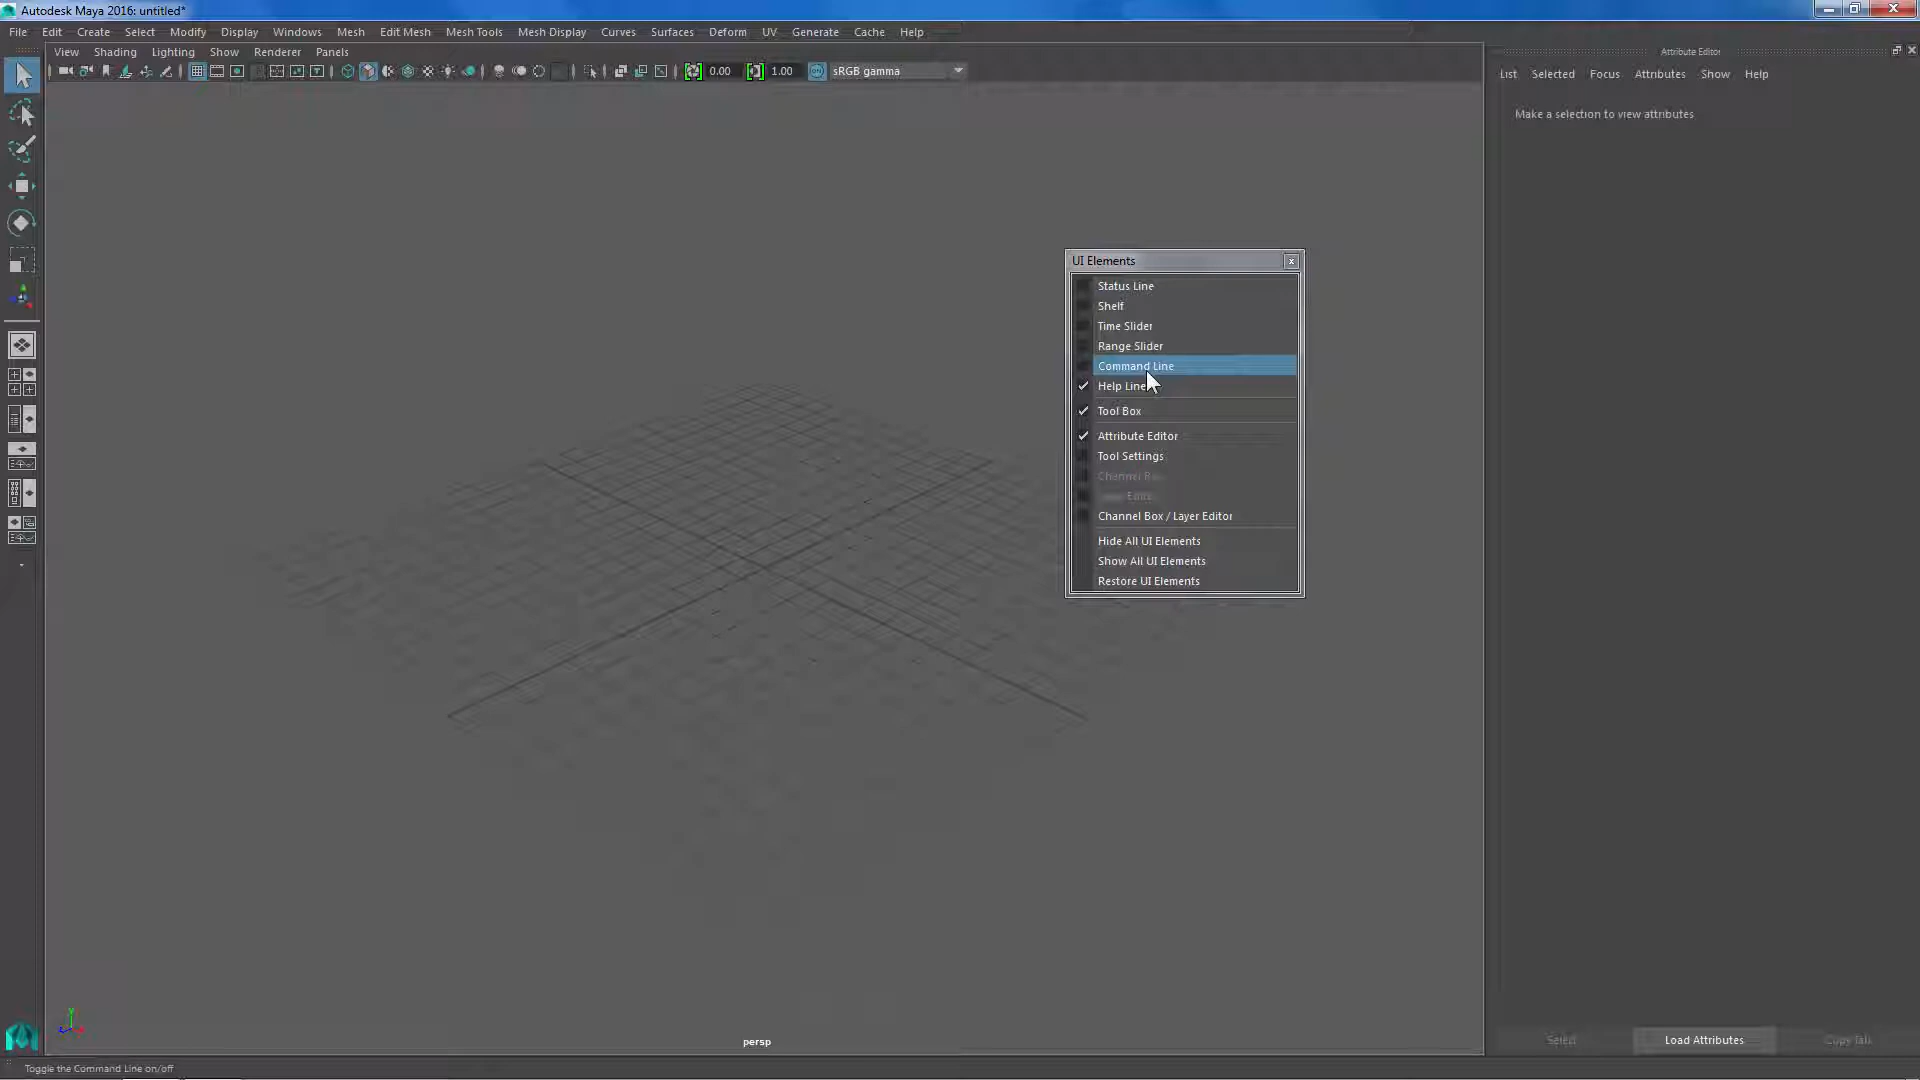 Autodesk Maya 2016: untitled*
File Edit Create Select Modify Display Windows Mesh Edit Mesh Mesh Tools Mesh Display Curves Surfaces Deform UV Generate Cache Help
View Shading Lighting Show Renderer Panels
0.00 1.00 sRGB gamma
Attribute Editor
List Selected Focus Attributes Show Help
Make a selection to view attributes
UI Elements
Status Line
Shelf
Time Slider
Range Slider
Command Line
Help Line
Tool Box
Attribute Editor
Tool Settings
Channel
Channel Box / Layer Editor
Hide All UI Elements
Show All UI Elements
Restore UI Elements
persp
Select Load Attributes Copy Tab
Toggle the Command Line on/off